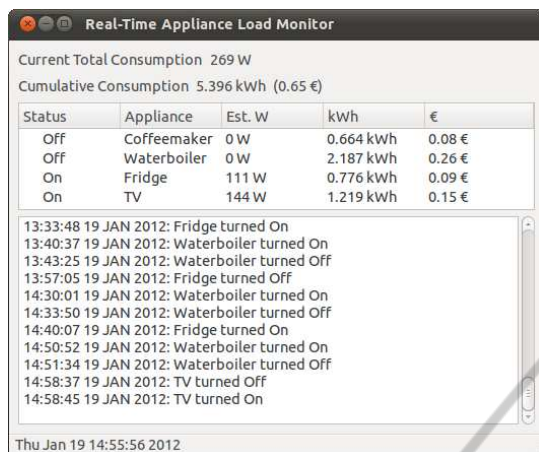 Real-Time Appliance Load Monitor
Current Total Consumption 269 W
Cumulative Consumption 5.396 kWh (0.65 €)
Status Appliance Est. W kWh €
Off Coffeemaker 0 W 0.664 kWh 0.08 €
Off Waterboiler 0 W 2.187 kWh 0.26 €
On Fridge 111 W 0.776 kWh 0.09 €
On TV 144 W 1.219 kWh 0.15 €
13:33:48 19 JAN 2012: Fridge turned On
13:40:37 19 JAN 2012: Waterboiler turned On
13:43:25 19 JAN 2012: Waterboiler turned Off
13:57:05 19 JAN 2012: Fridge turned Off
14:30:01 19 JAN 2012: Waterboiler turned On
14:33:50 19 JAN 2012: Waterboiler turned Off
14:40:07 19 JAN 2012: Fridge turned On
14:50:52 19 JAN 2012: Waterboiler turned On
14:51:34 19 JAN 2012: Waterboiler turned Off
14:58:37 19 JAN 2012: TV turned Off
14:58:45 19 JAN 2012: TV turned On
Thu Jan 19 14:55:56 2012